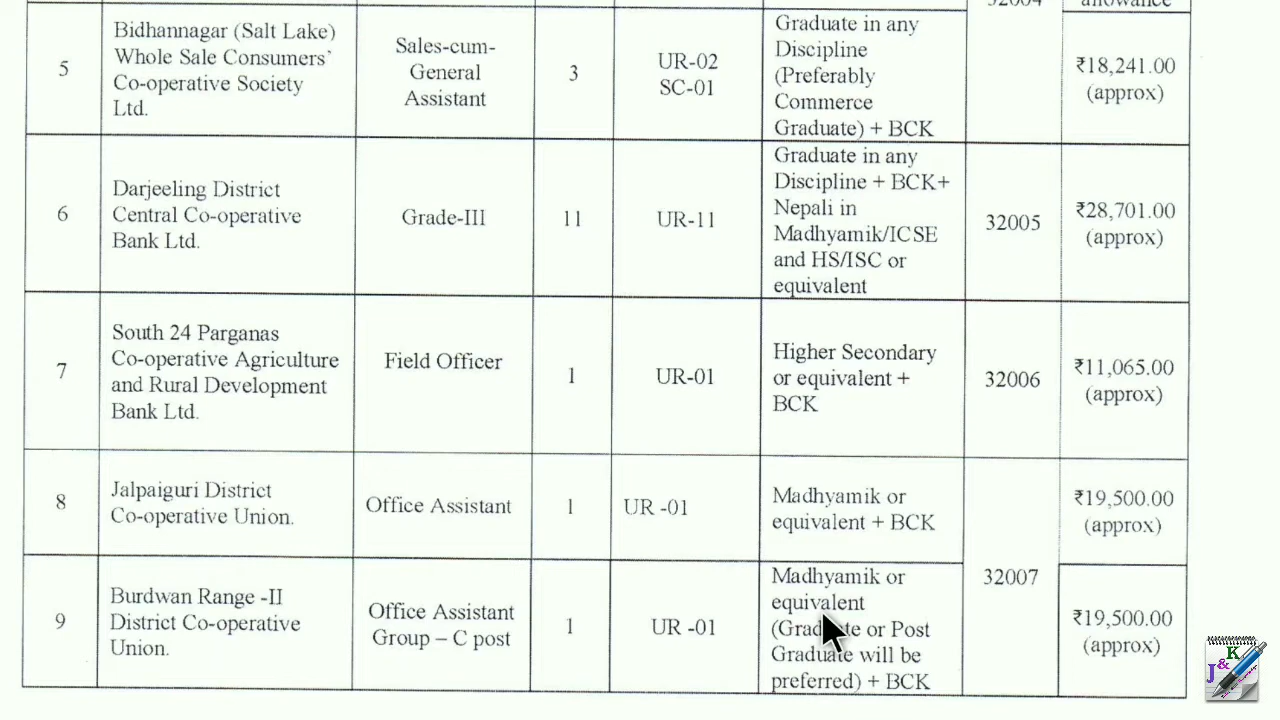 32004
allowance
5
Bidhannagar (Salt Lake)
Whole Sale Consumers'
Co-operative Society
Ltd.
Sales-cum-
General
Assistant
3
UR-02
SC-01
Graduate in any
Discipline
(Preferably
Commerce
Graduate) + BCK
₹18,241.00
(approx)
6
Darjeeling District
Central Co-operative
Bank Ltd.
Grade-III
11
UR-11
Graduate in any
Discipline + BCK+
Nepali in
Madhyamik/ICSE
and HS/ISC or
equivalent
32005
₹28,701.00
(approx)
7
South 24 Parganas
Co-operative Agriculture
and Rural Development
Bank Ltd.
Field Officer
1
UR-01
Higher Secondary
or equivalent +
BCK
32006
₹11,065.00
(approx)
8
Jalpaiguri District
Co-operative Union.
Office Assistant
1
UR -01
Madhyamik or
equivalent + BCK
32007
₹19,500.00
(approx)
9
Burdwan Range -II
District Co-operative
Union.
Office Assistant
Group – C post
1
UR -01
Madhyamik or
equivalent
(Graduate or Post
Graduate will be
preferred) + BCK
₹19,500.00
(approx)
J&K